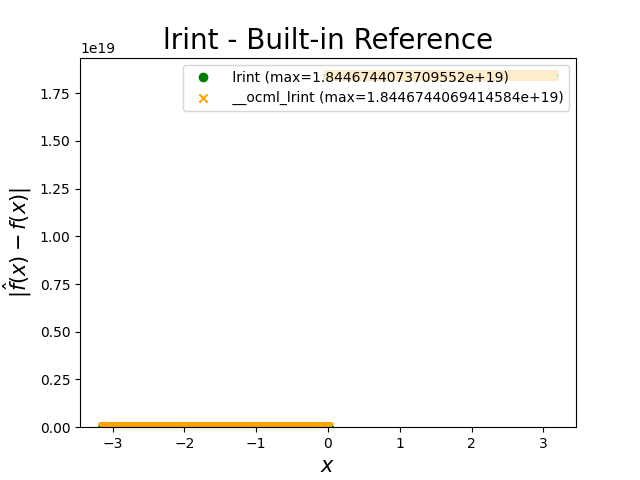 lrint - Built-in Reference
1e19
lrint (max=1.8446744073709552e+19)
__ocml_lrint (max=1.8446744069414584e+19)
1.75
1.50
1.25
1.00
0.75
0.50
0.25
0.00
|f̂(x) − f(x)|
−3
−2
−1
0
1
2
3
x